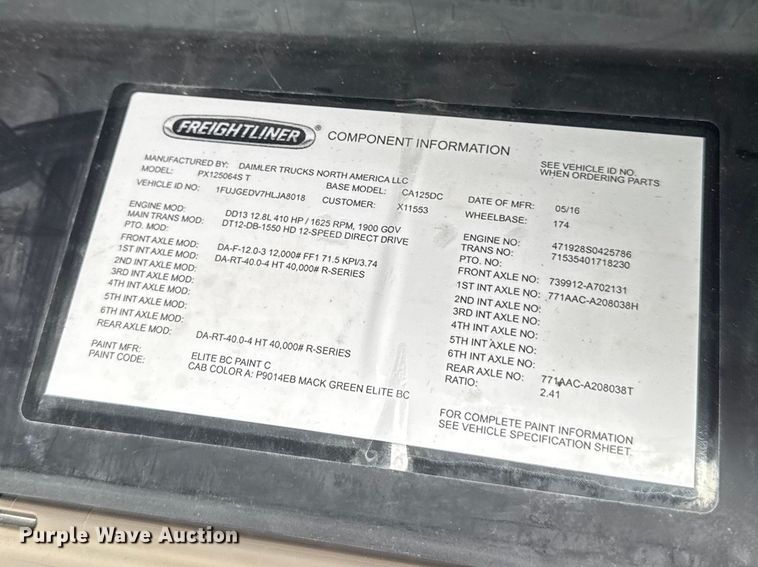 FREIGHTLINER®
COMPONENT INFORMATION
MANUFACTURED BY: DAIMLER TRUCKS NORTH AMERICA LLC
MODEL: PX125064S T BASE MODEL: CA125DC
VEHICLE ID NO: 1FUJGEDV7HLJA8018 CUSTOMER: X11553
ENGINE MOD: DD13 12.8L 410 HP / 1625 RPM, 1900 GOV
MAIN TRANS MOD: DT12-DB-1550 HD 12-SPEED DIRECT DRIVE
PTO. MOD:
FRONT AXLE MOD: DA-F-12.0-3 12,000# FF1 71.5 KPI/3.74
1ST INT AXLE MOD: DA-RT-40.0-4 HT 40,000# R-SERIES
2ND INT AXLE MOD:
3RD INT AXLE MOD:
4TH INT AXLE MOD:
5TH INT AXLE MOD:
6TH INT AXLE MOD:
REAR AXLE MOD: DA-RT-40.0-4 HT 40,000# R-SERIES
PAINT MFR: ELITE BC PAINT C
PAINT CODE: CAB COLOR A: P9014EB MACK GREEN ELITE BC
SEE VEHICLE ID NO.
WHEN ORDERING PARTS
DATE OF MFR: 05/16
WHEELBASE: 174
ENGINE NO: 471928S0425786
TRANS NO: 71535401718230
PTO. NO:
FRONT AXLE NO: 739912-A702131
1ST INT AXLE NO: 771AAC-A208038H
2ND INT AXLE NO:
3RD INT AXLE NO:
4TH INT AXLE NO:
5TH INT AXLE NO:
6TH INT AXLE NO:
REAR AXLE NO: 771AAC-A208038T
RATIO: 2.41
FOR COMPLETE PAINT INFORMATION
SEE VEHICLE SPECIFICATION SHEET.
Purple Wave Auction